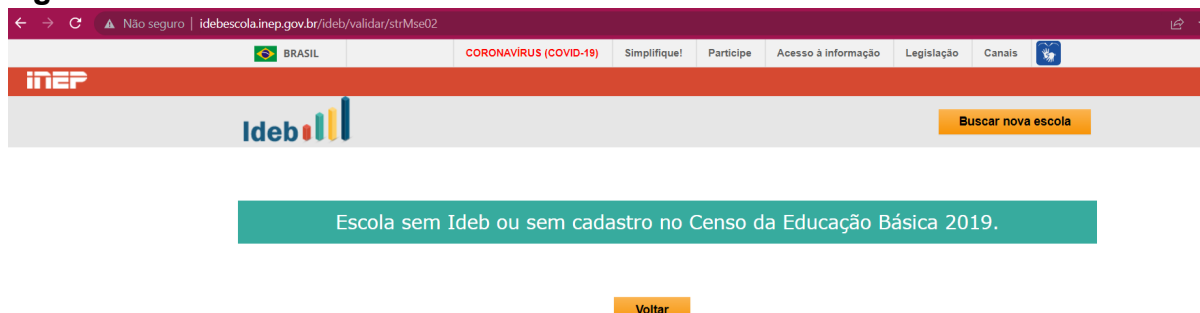 Não seguro | idebescola.inep.gov.br/ideb/validar/strMse02
BRASIL CORONAVÍRUS (COVID-19) Simplifique! Participe Acesso à informação Legislação Canais
inep
Ideb Buscar nova escola
Escola sem Ideb ou sem cadastro no Censo da Educação Básica 2019.
Voltar